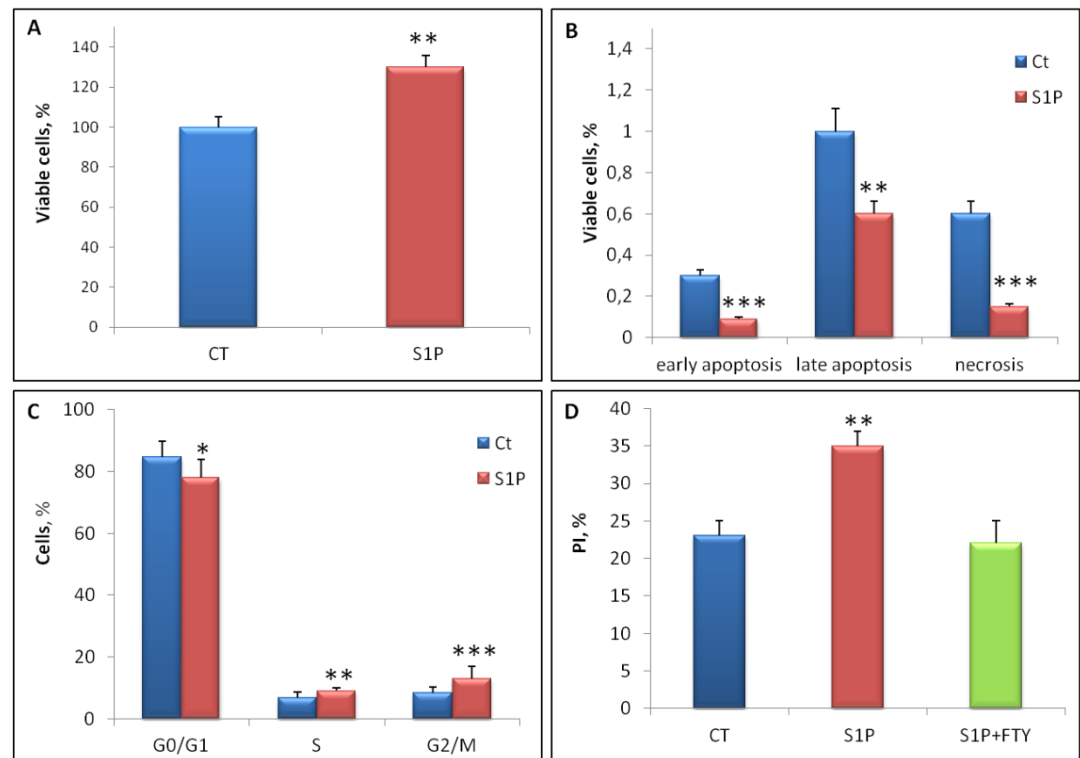 A
Viable cells, %
140
120
100
80
60
40
20
0
**
CT S1P
B
Viable cells, %
1,4
1,2
1
0,8
0,6
0,4
0,2
0
Ct
S1P
***
**
***
early apoptosis late apoptosis necrosis
C
Cells, %
100
80
60
40
20
0
Ct
S1P
*
**
***
G0/G1 S G2/M
D
PI, %
40
35
30
25
20
15
10
5
0
**
CT S1P S1P+FTY